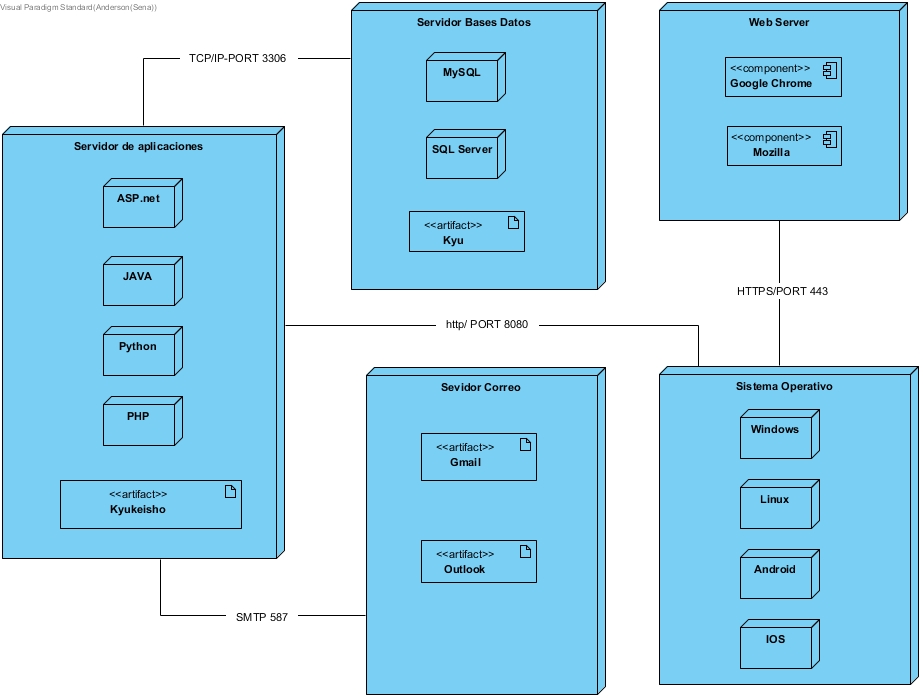 Visual Paradigm Standard(Anderson(Sena))
Servidor Bases Datos
MySQL
SQL Server
<<artifact>>
Kyu
Web Server
<<component>>
Google Chrome
<<component>>
Mozilla
TCP/IP-PORT 3306
Servidor de aplicaciones
ASP.net
JAVA
Python
PHP
<<artifact>>
Kyukeisho
HTTPS/PORT 443
http/ PORT 8080
Sevidor Correo
<<artifact>>
Gmail
<<artifact>>
Outlook
Sistema Operativo
Windows
Linux
Android
IOS
SMTP 587